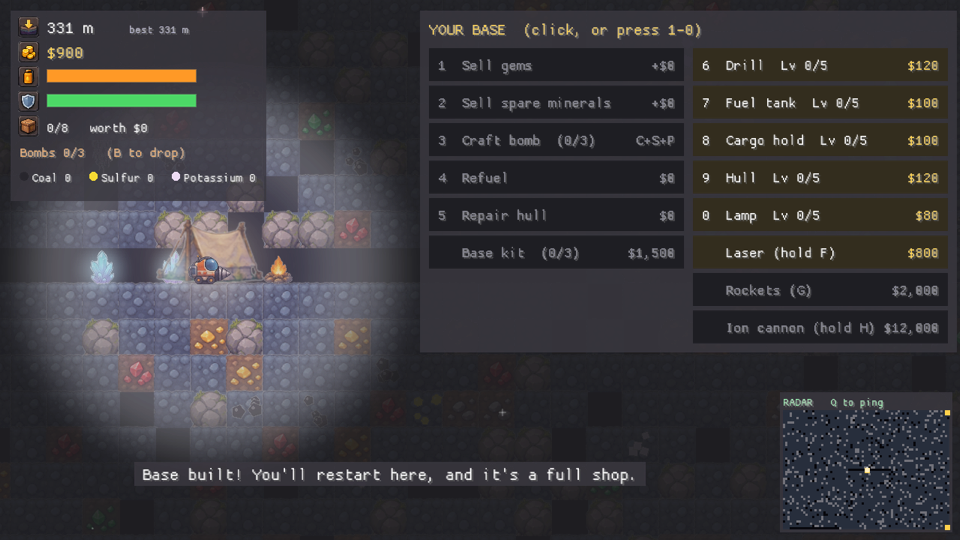 331 m best 331 m
$900
0/8 worth $0
Bombs 0/3 (B to drop)
Coal 0 Sulfur 0 Potassium 0
YOUR BASE (click, or press 1-0)
1 Sell gems +$0
2 Sell spare minerals +$0
3 Craft bomb (0/3) C+S+P
4 Refuel $0
5 Repair hull $0
Base kit (0/3) $1,500
6 Drill Lv 0/5 $120
7 Fuel tank Lv 0/5 $100
8 Cargo hold Lv 0/5 $100
9 Hull Lv 0/5 $120
0 Lamp Lv 0/5 $80
Laser (hold F) $800
Rockets (G) $2,000
Ion cannon (hold H) $12,000
RADAR Q to ping
Base built! You'll restart here, and it's a full shop.